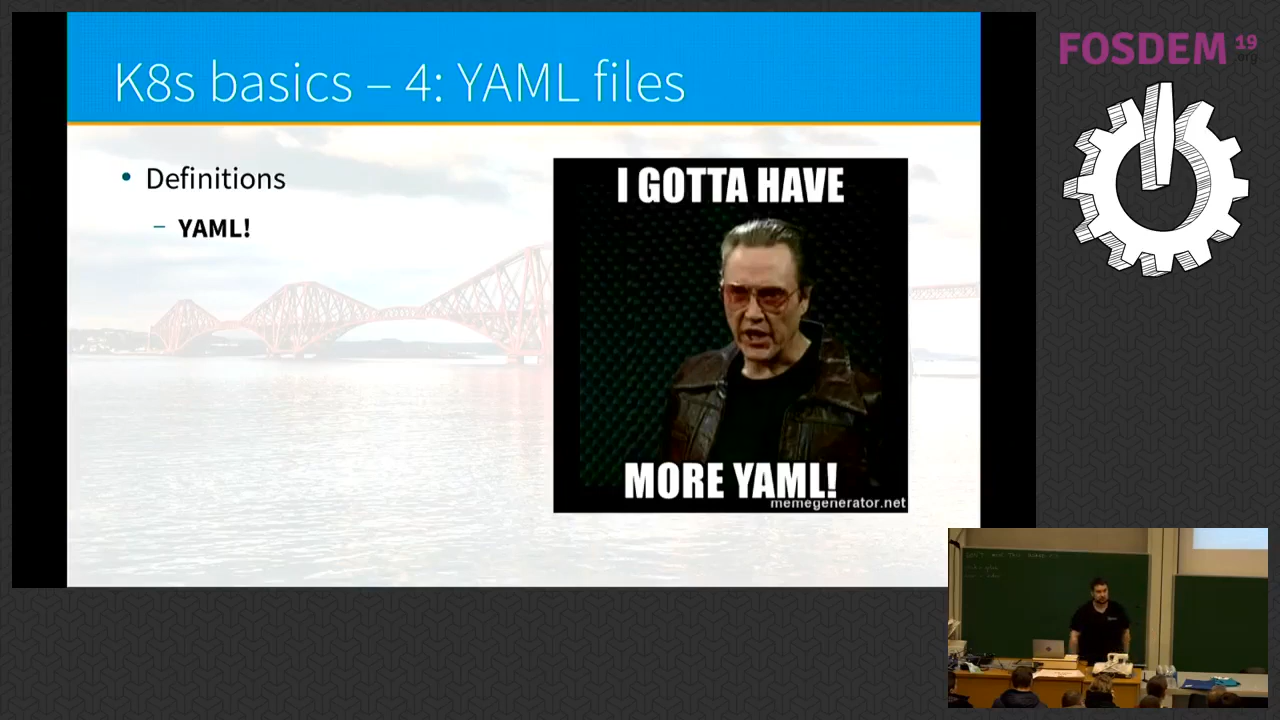 K8s basics – 4: YAML files
FOSDEM 19
.org
• Definitions
– YAML!
I GOTTA HAVE
MORE YAML!
memegenerator.net